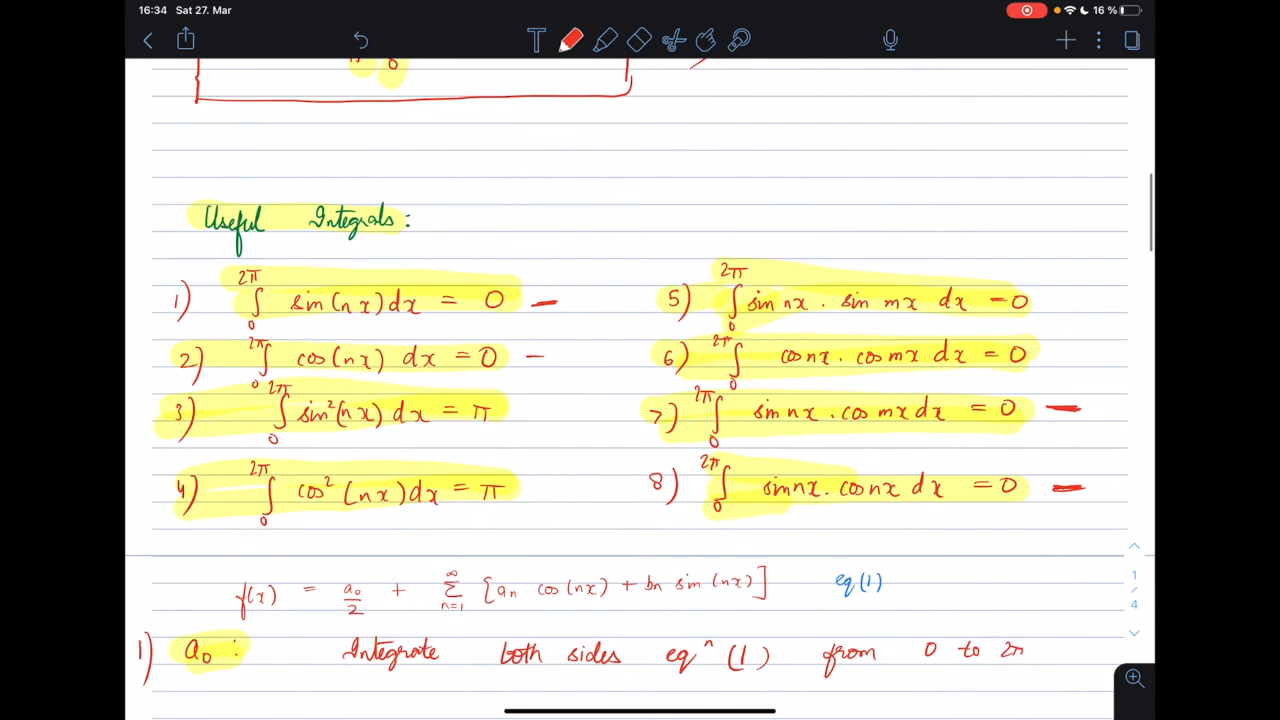 16:34 Sat 27. Mar 16 %
Useful Integrals:
1) ∫₀^2π sin(nx)dx = 0 –
2) ∫₀^2π cos(nx) dx = 0 –
3) ∫₀^2π sin²(nx) dx = π
4) ∫₀^2π cos²(nx)dx = π
5) ∫₀^2π sin nx . sin mx dx = 0
6) ∫₀^2π cos nx . cos mx dx = 0
7) ∫₀^2π sin nx . cos mx dx = 0 –
8) ∫₀^2π sin nx . cos nx dx = 0 –
f(x) = a₀/2 + ∑_{n=1}^∞ [aₙ cos(nx) + bₙ sin(nx)] eq(1)
1) a₀ : Integrate both sides eqⁿ(1) from 0 to 2π
1/4